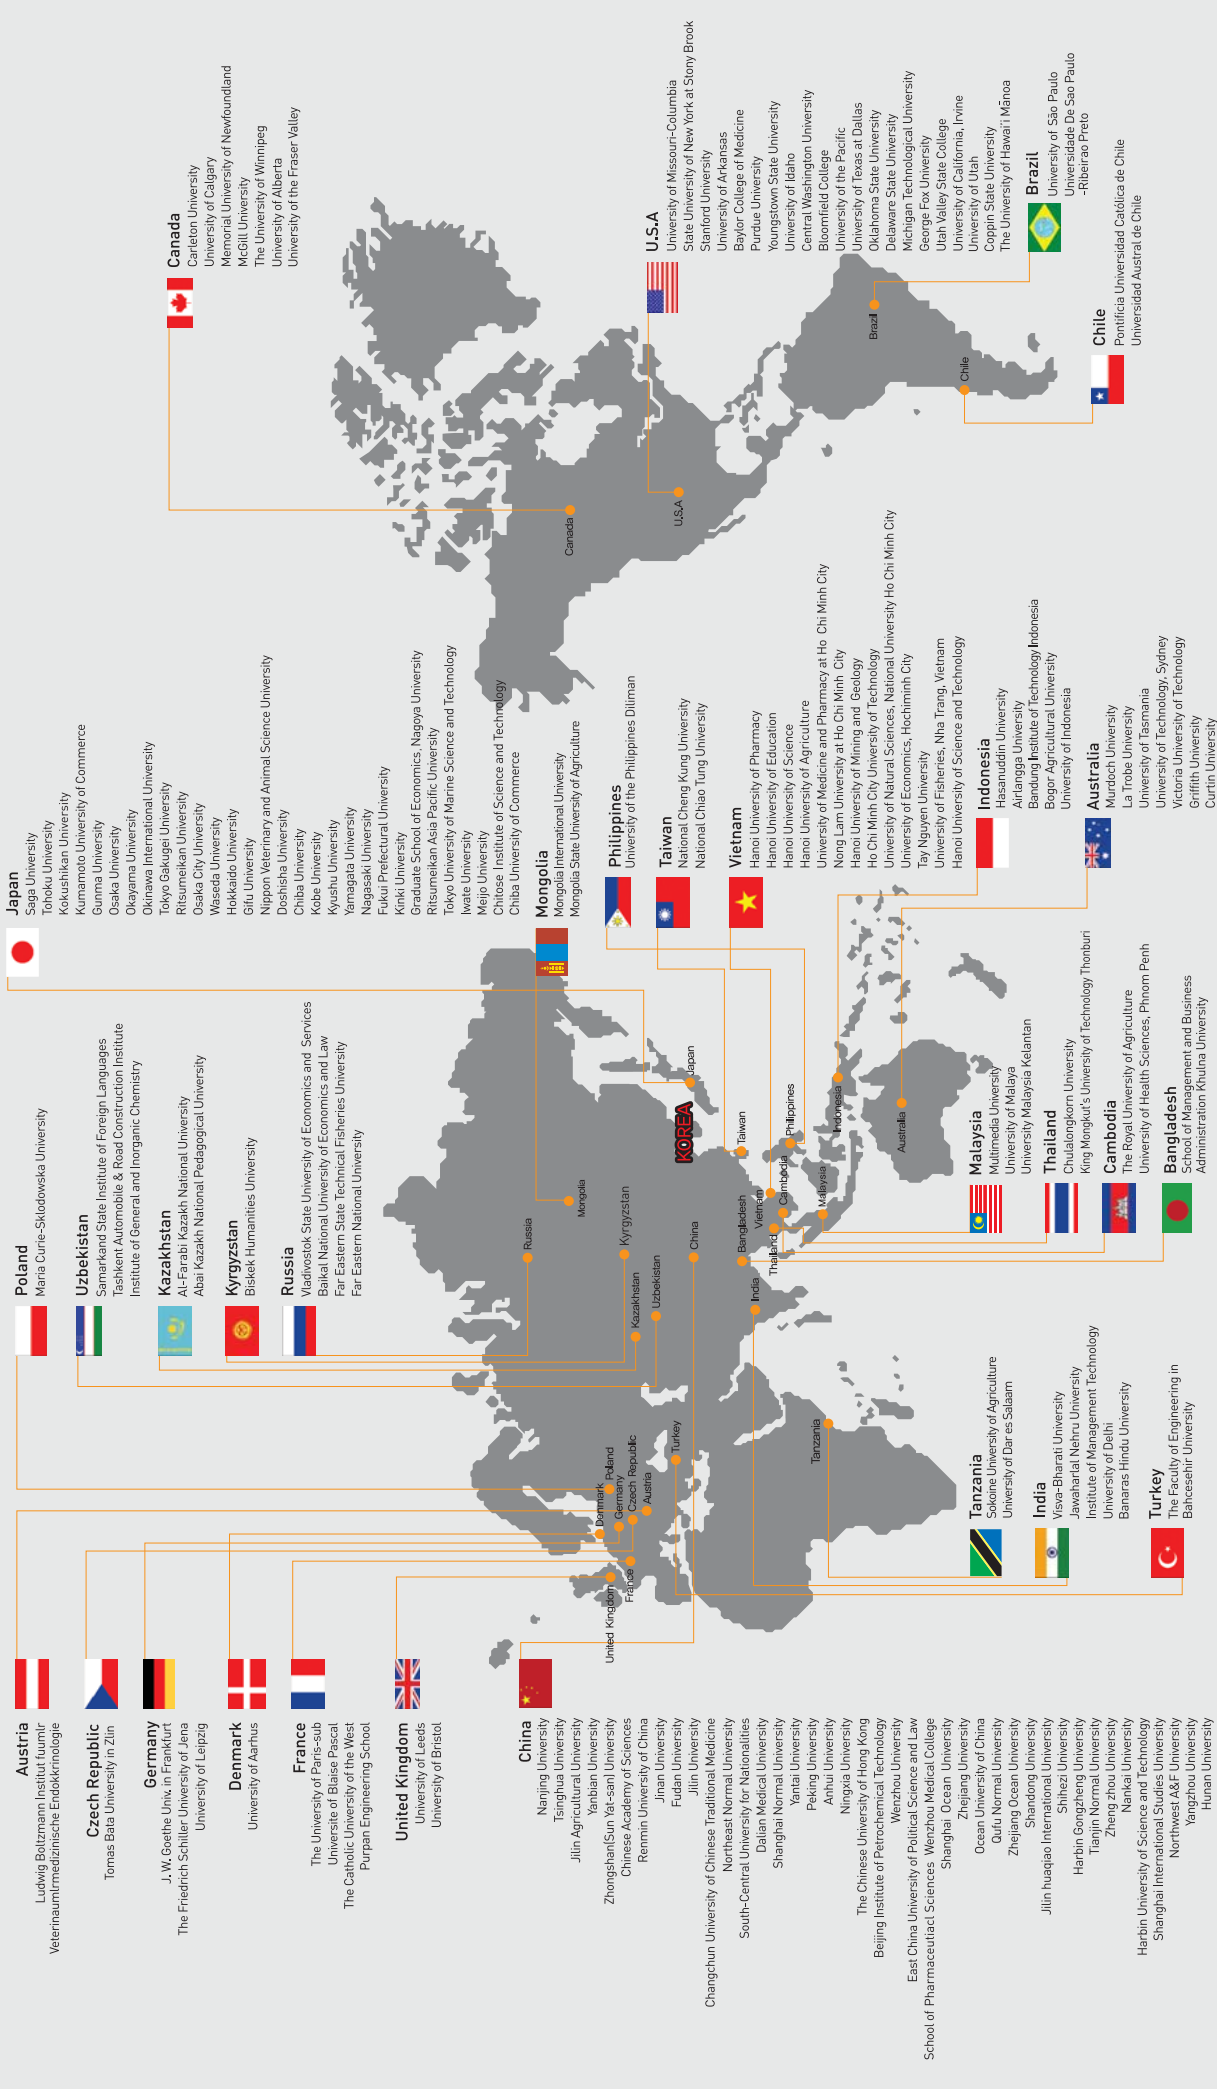 Austria
Ludwig Boltzmann Institut fuumlr
Veterinaumlrmedizinische Endokkrinologie
Czech Republic
Tomas Bata University in Zlin
Germany
J. W. Goethe Univ. in Frankfurt
The Friedrich Schiller University of Jena
University of Leipzig
Denmark
University of Aarhus
France
The University of Paris-sub
Universite of Blaise Pascal
The Catholic University of the West
Purpan Engineering School
United Kingdom
University of Leeds
University of Bristol
China
Nanjing University
Tsinghua University
Jilin Agricultural University
Yanbian University
Zhongshan(Sun Yat-san) University
Chinese Academy of Sciences
Renmin University of China
Jinan University
Fudan University
Jilin University
Changchun University of Chinese Traditional Medicine
Northeast Normal University
South-Central University for Nationalities
Dalian Medical University
Shanghai Normal University
Yantai University
Peking University
Anhui University
Ningxia University
The Chinese University of Hong Kong
Beijing Institute of Petrochemical Technology
Wenzhou University
East China University of Political Science and Law
School of Pharmaceutiacl Sciences Wenzhou Medical College
Shanghai Ocean University
Zhejiang University
Ocean University of China
Qufu Normal University
Zhejiang Ocean University
Shandong University
Jilin huaqiao International University
Shihezi University
Harbin Gongzheng University
Tianjin Normal University
Zheng zhou University
Nankai University
Harbin University of Science and Technology
Shanghai International Studies University
Northwest A&F University
Yangzhou University
Hunan University
Poland
Maria Curie-Sklodowska University
Uzbekistan
Samarkand State Institute of Foreign Languages
Tashkent Automobile & Road Construction Institute
Institute of General and Inorganic Chemistry
Kazakhstan
Al-Farabi Kazakh National University
Abai Kazakh National Pedagogical University
Kyrgyzstan
Biskek Humanities University
Russia
Vladivostok State University of Economics and Services
Baikal National University of Economics and Law
Far Eastern State Technical Fisheries University
Far Eastern National University
Tanzania
Sokoine University of Agriculture
University of Dar es Salaam
India
Visva-Bharati University
Jawaharlal Nehru University
Institute of Management Technology
University of Delhi
Banaras Hindu University
Turkey
The Faculty of Engineering in
Bahcesehir University
Japan
Saga University
Tohoku University
Kokushikan University
Kumamoto University of Commerce
Gunma University
Osaka University
Okayama University
Okinawa International University
Tokyo Gakugei University
Ritsumeikan University
Osaka City University
Waseda University
Hokkaido University
Gifu University
Nippon Veterinary and Animal Science University
Doshisha University
Chiba University
Kobe University
Kyushu University
Yamagata University
Nagasaki University
Fukui Prefectural University
Kinki University
Graduate School of Economics, Nagoya University
Ritsumeikan Asia Pacific University
Tokyo University of Marine Science and Technology
Iwate University
Meijo University
Chitose Institute of Science and Technology
Chiba University of Commerce
Mongolia
Mongolia International University
Mongolia State University of Agriculture
Philippines
University of the Philippines Diliman
Taiwan
National Cheng Kung University
National Chiao Tung University
Vietnam
Hanoi University of Pharmacy
Hanoi University of Education
Hanoi University of Science
Hanoi University of Agriculture
University of Medicine and Pharmacy at Ho Chi Minh City
Nong Lam University at Ho Chi Minh City
Hanoi University of Mining and Geology
Ho Chi Minh City University of Technology
University of Natural Sciences, National University Ho Chi Minh City
University of Economics, Hochiminh City
Tay Nguyen University
University of Fisheries, Nha Trang, Vietnam
Hanoi University of Science and Technology
Indonesia
Hasanuddin University
Airlangga University
Bandung Institute of Technology Indonesia
Bogor Agricultural University
University of Indonesia
Australia
Murdoch University
La Trobe University
University of Tasmania
University of Technology, Sydney
Victoria University of Technology
Griffith University
Curtin University
Malaysia
Multimedia University
University of Malaya
University Malaysia Kelantan
Thailand
Chulalongkorn University
King Mongkut's University of Technology Thonburi
Cambodia
The Royal University of Agriculture
University of Health Sciences, Phnom Penh
Bangladesh
School of Management and Business
Administration Khulna University
Canada
Carleton University
University of Calgary
Memorial University of Newfoundland
McGill University
The University of Winnipeg
University of Alberta
University of the Fraser Valley
U.S.A
University of Missouri-Columbia
State University of New York at Stony Brook
Stanford University
University of Arkansas
Baylor College of Medicine
Purdue University
Youngstown State University
University of Idaho
Central Washington University
Bloomfield College
University of the Pacific
University of Texas at Dallas
Oklahoma State University
Delaware State University
Michigan Technological University
George Fox University
Utah Valley State College
University of California, Irvine
University of Utah
Coppin State University
The University of Hawai'i Mānoa
Brazil
University of São Paulo
Universidade De Sao Paulo
-Ribeirao Preto
Chile
Pontificia Universidad Católica de Chile
Universidad Austral de Chile
United Kingdom
France
Denmark
Germany
Czech Republic
Poland
Austria
Turkey
Tanzania
Russia
Kyrgyzstan
Kazakhstan
Uzbekistan
China
India
Mongolia
KOREA
Japan
Taiwan
Bangladesh
Vietnam
Thailand
Cambodia
Philippines
Malaysia
Indonesia
Australia
Canada
U.S.A
Brazil
Chile